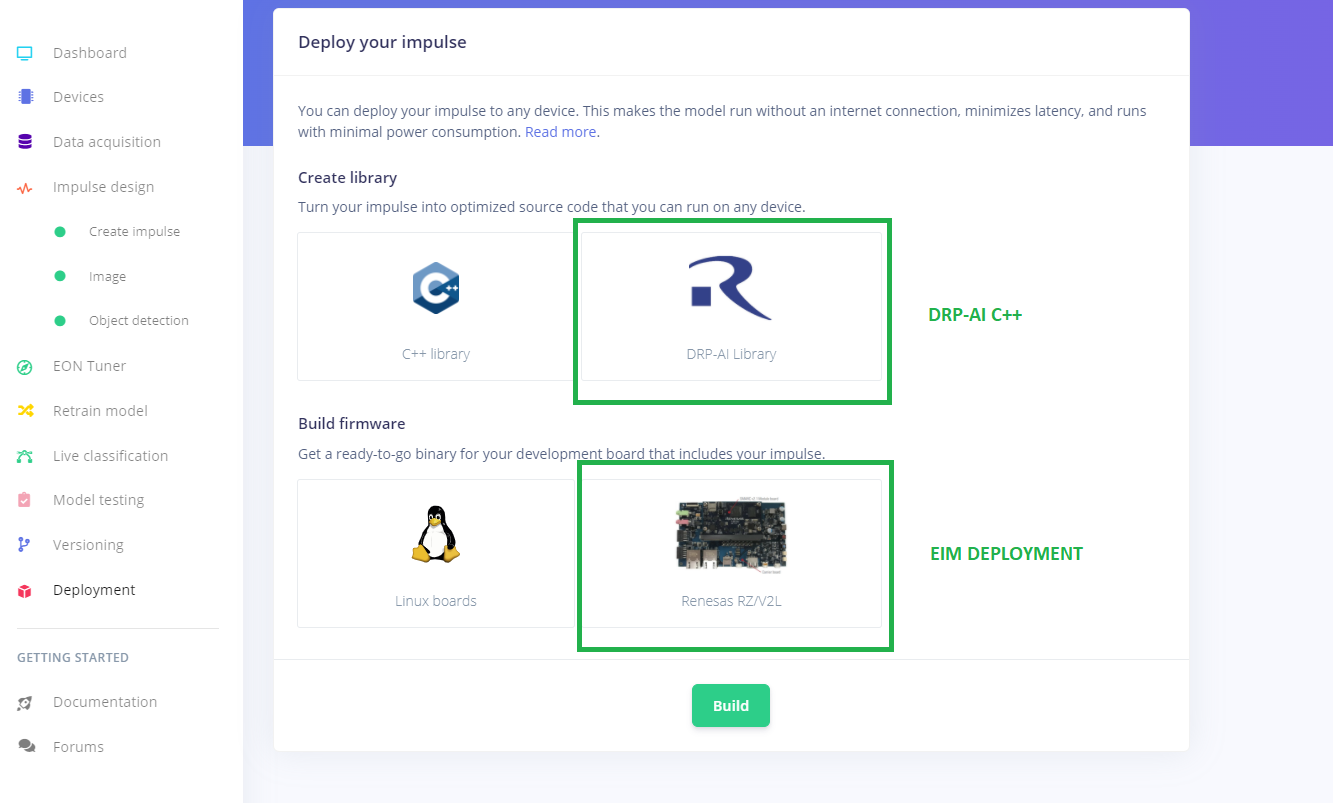 Dashboard
Devices
Data acquisition
Impulse design
Create impulse
Image
Object detection
EON Tuner
Retrain model
Live classification
Model testing
Versioning
Deployment
GETTING STARTED
Documentation
Forums
Deploy your impulse
You can deploy your impulse to any device. This makes the model run without an internet connection, minimizes latency, and runs
with minimal power consumption. Read more.
Create library
Turn your impulse into optimized source code that you can run on any device.
C++ library
DRP-AI Library
DRP-AI C++
Build firmware
Get a ready-to-go binary for your development board that includes your impulse.
Linux boards
Renesas RZ/V2L
EIM DEPLOYMENT
Build